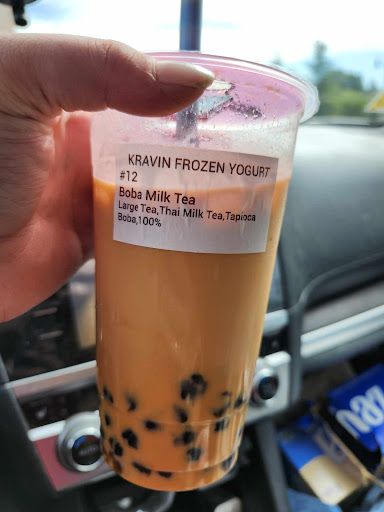 KRAVIN FROZEN YOGURT
#12
Boba Milk Tea
Large Tea,Thai Milk Tea,Tapioca
Boba,100%